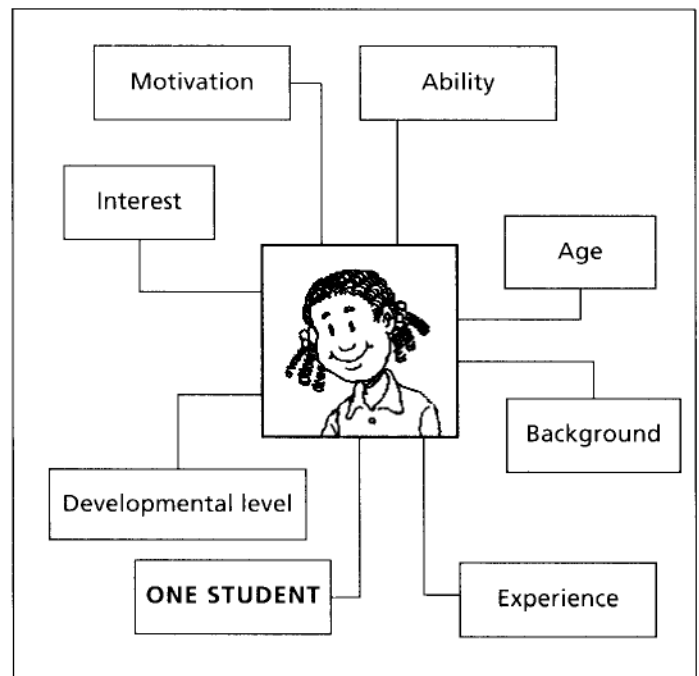 Motivation
Ability
Interest
Age
Background
Developmental level
ONE STUDENT
Experience